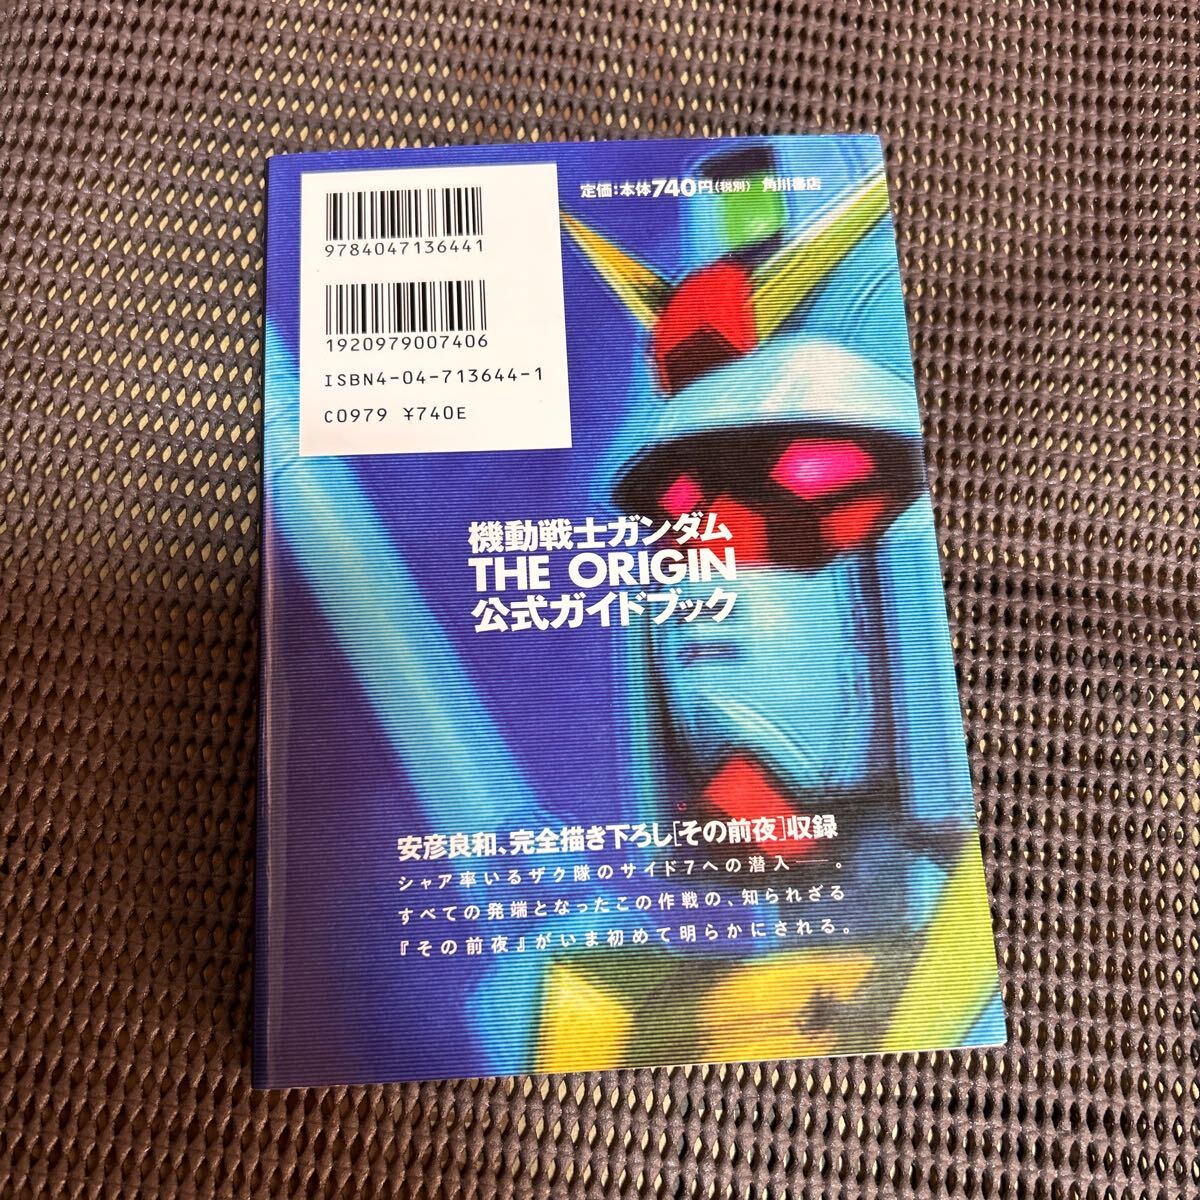 9784047136441
1920979007406
ISBN4-04-713644-1
C0979 ¥740E
定価：本体740円(税別) 角川書店
機動戦士ガンダム
THE ORIGIN
公式ガイドブック
安彦良和、完全描き下ろし[その前夜]収録
シャア率いるザク隊のサイド7への潜入──。
すべての発端となったこの作戦の、知られざる
『その前夜』がいま初めて明らかにされる。